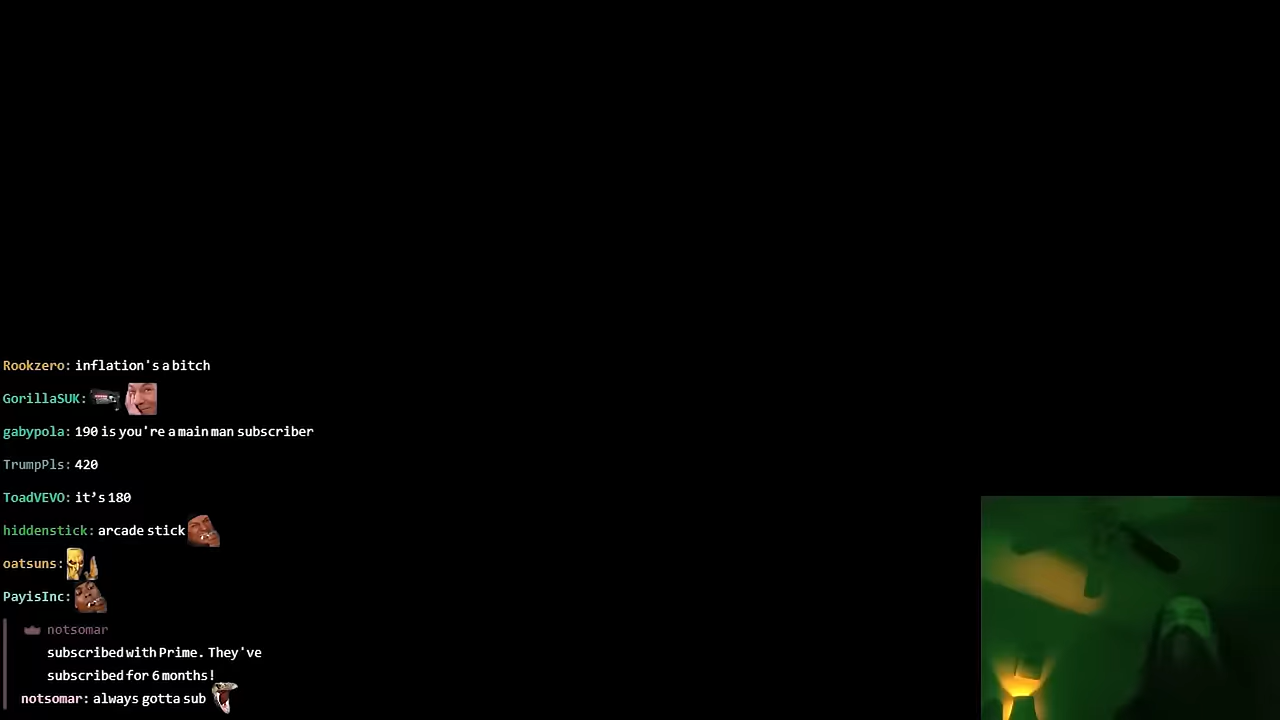 Rookzero: inflation's a bitch
GorillaSUK:
gabypola: 190 is you're a main man subscriber
TrumpPls: 420
ToadVEVO: it's 180
hiddenstick: arcade stick
oatsuns:
PayisInc:
notsomar
subscribed with Prime. They've
subscribed for 6 months!
notsomar: always gotta sub